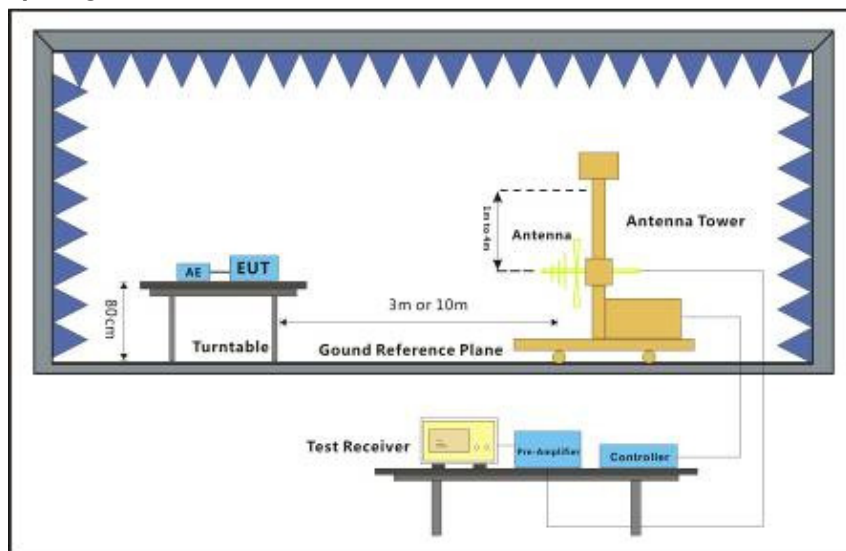 1m to 4m
Antenna
Antenna Tower
AE
EUT
80cm
3m or 10m
Turntable
Gound Reference Plane
Test Receiver
Pre-Amplifier
Controller